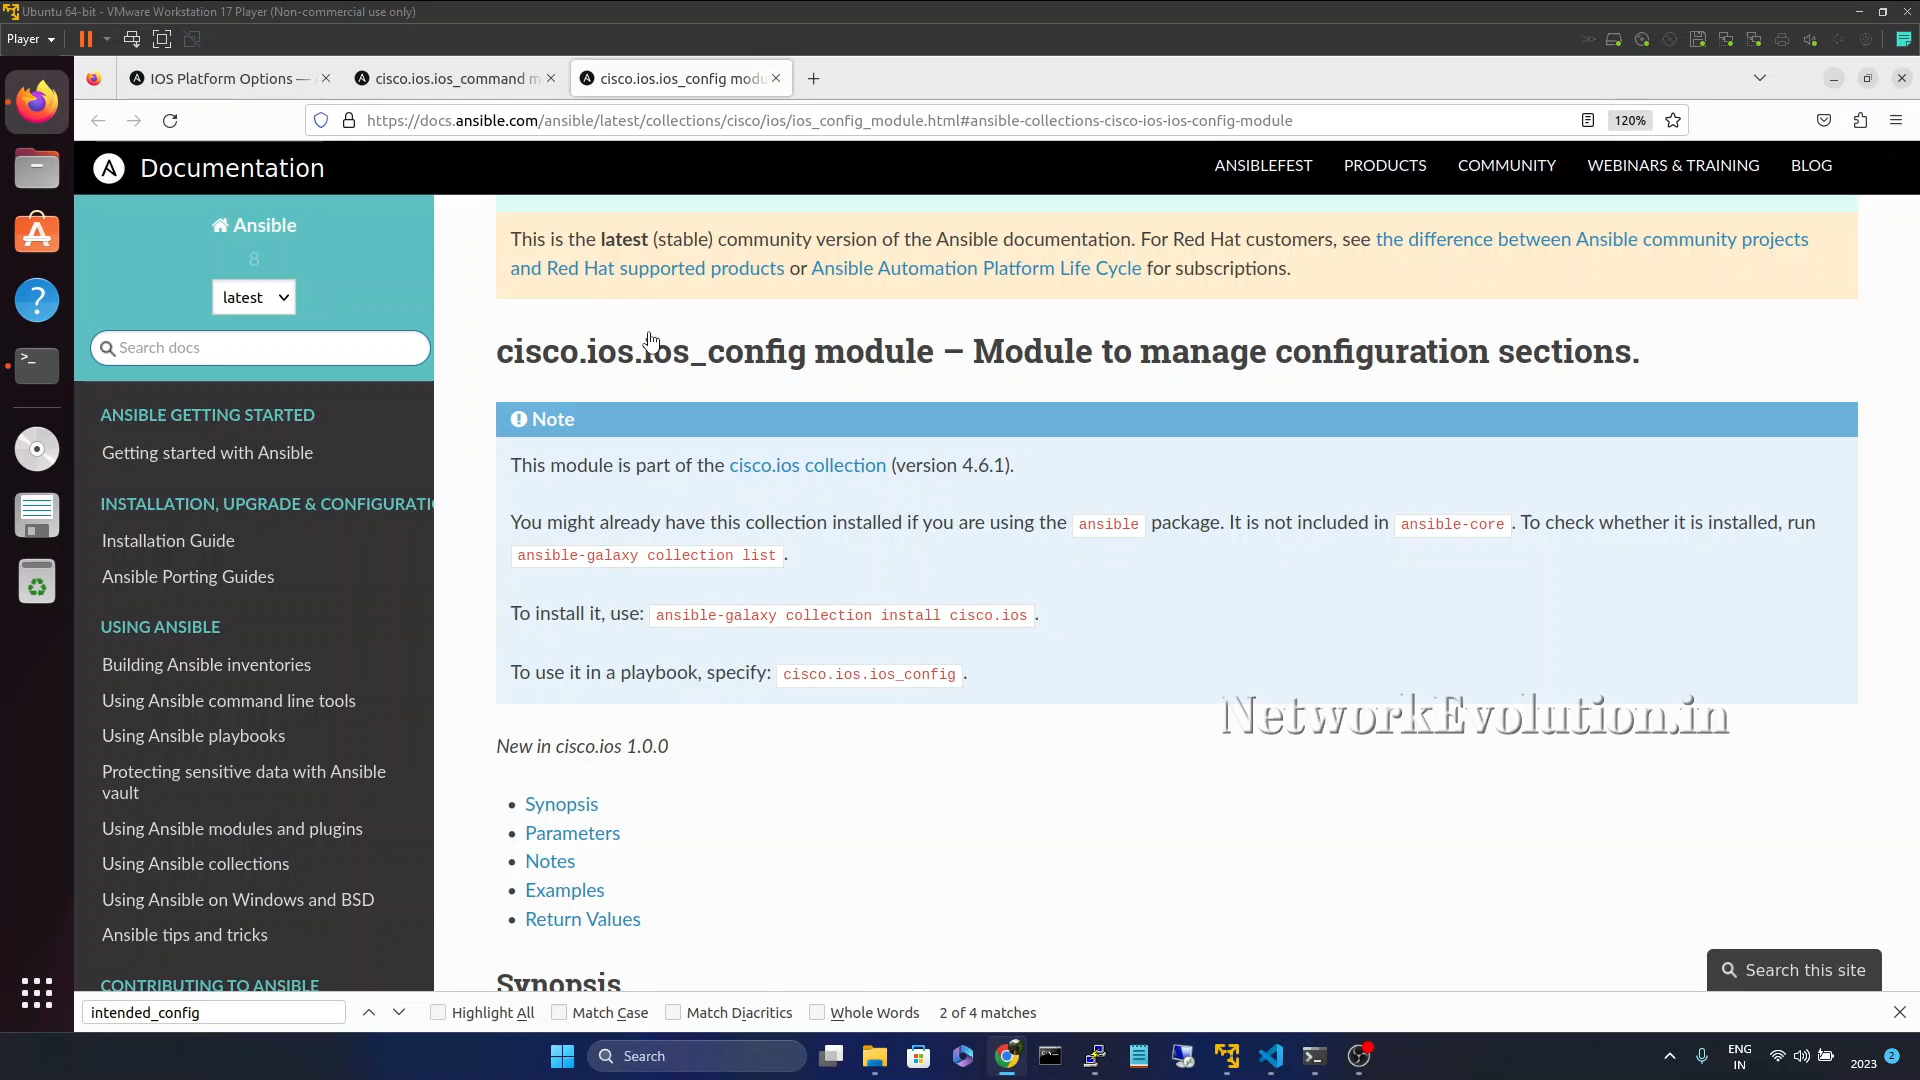 Ubuntu 64-bit - VMware Workstation 17 Player (Non-commercial use only)
Player
IOS Platform Options —
cisco.ios.ios_command m
cisco.ios.ios_config modu
https://docs.ansible.com/ansible/latest/collections/cisco/ios/ios_config_module.html#ansible-collections-cisco-ios-ios-config-module
120%
Documentation
ANSIBLEFEST PRODUCTS COMMUNITY WEBINARS & TRAINING BLOG
Ansible
8
latest
Search docs
ANSIBLE GETTING STARTED
Getting started with Ansible
INSTALLATION, UPGRADE & CONFIGURATI
Installation Guide
Ansible Porting Guides
USING ANSIBLE
Building Ansible inventories
Using Ansible command line tools
Using Ansible playbooks
Protecting sensitive data with Ansible
vault
Using Ansible modules and plugins
Using Ansible collections
Using Ansible on Windows and BSD
Ansible tips and tricks
CONTRIBUTING TO ANSIBLE
This is the latest (stable) community version of the Ansible documentation. For Red Hat customers, see the difference between Ansible community projects
and Red Hat supported products or Ansible Automation Platform Life Cycle for subscriptions.
cisco.ios.ios_config module – Module to manage configuration sections.
Note
This module is part of the cisco.ios collection (version 4.6.1).
You might already have this collection installed if you are using the ansible package. It is not included in ansible-core. To check whether it is installed, run
ansible-galaxy collection list.
To install it, use: ansible-galaxy collection install cisco.ios.
To use it in a playbook, specify: cisco.ios.ios_config.
NetworkEvolution.in
New in cisco.ios 1.0.0
Synopsis
Parameters
Notes
Examples
Return Values
Synopsis
Search this site
intended_config
Highlight All
Match Case
Match Diacritics
Whole Words
2 of 4 matches
Search
ENG
IN
2023
2